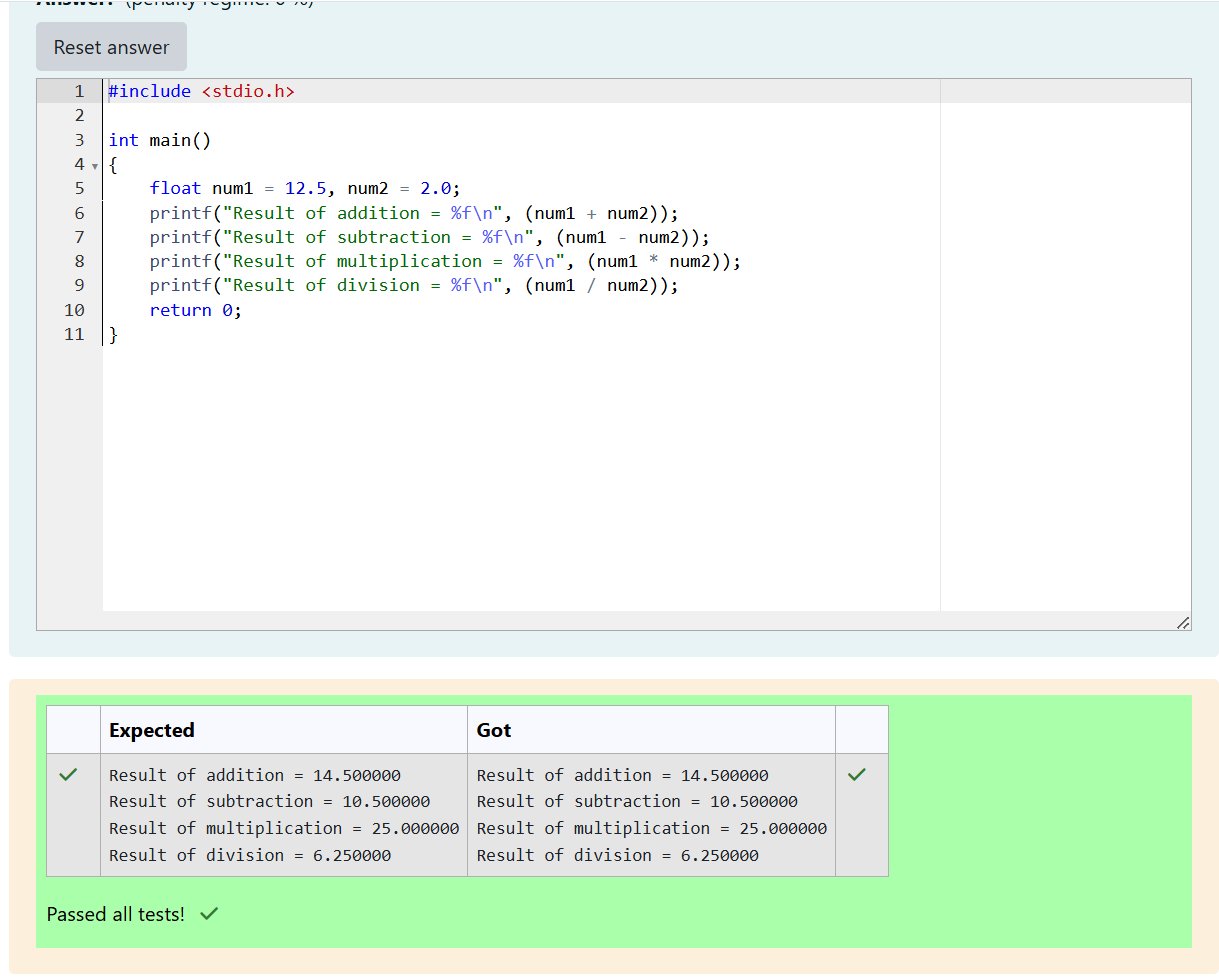 Answer: (penalty regime: 0 %)
Reset answer
1 #include <stdio.h>
2
3 int main()
4 {
5     float num1 = 12.5, num2 = 2.0;
6     printf("Result of addition = %f\n", (num1 + num2));
7     printf("Result of subtraction = %f\n", (num1 - num2));
8     printf("Result of multiplication = %f\n", (num1 * num2));
9     printf("Result of division = %f\n", (num1 / num2));
10     return 0;
11 }
Expected Got
Result of addition = 14.500000 Result of addition = 14.500000
Result of subtraction = 10.500000 Result of subtraction = 10.500000
Result of multiplication = 25.000000 Result of multiplication = 25.000000
Result of division = 6.250000 Result of division = 6.250000
Passed all tests!